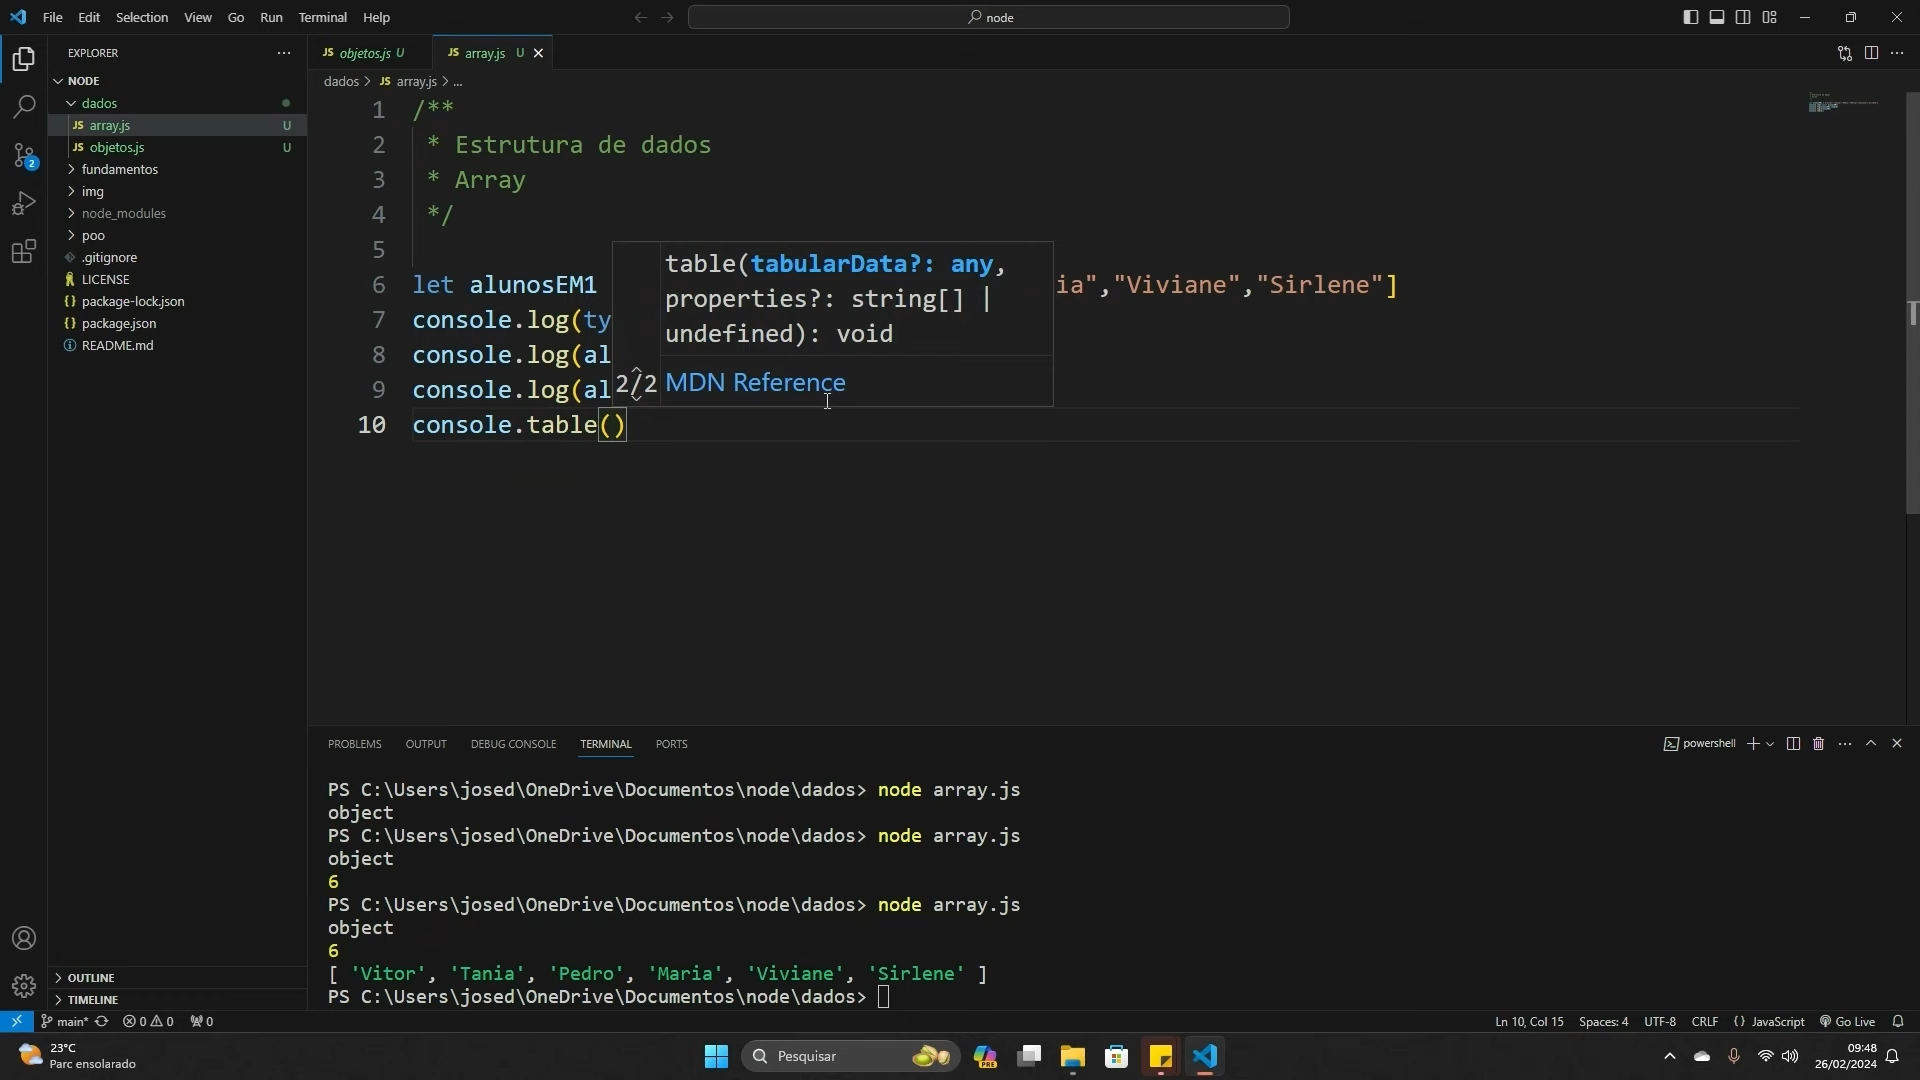 File Edit Selection View Go Run Terminal Help
node
EXPLORER
NODE
dados
JS array.js U
JS objetos.js U
fundamentos
img
node_modules
poo
.gitignore
LICENSE
{} package-lock.json
{} package.json
README.md
OUTLINE
TIMELINE
JS objetos.js U
JS array.js U
dados > JS array.js > ...
1 /**
2 * Estrutura de dados
3 * Array
4 */
5
6 let alunosEM1 ia","Viviane","Sirlene"]
7 console.log(ty
8 console.log(al
9 console.log(al
10 console.table()
table(tabularData?: any,
properties?: string[] |
undefined): void
2/2 MDN Reference
PROBLEMS OUTPUT DEBUG CONSOLE TERMINAL PORTS
powershell
PS C:\Users\josed\OneDrive\Documentos\node\dados> node array.js
object
PS C:\Users\josed\OneDrive\Documentos\node\dados> node array.js
object
6
PS C:\Users\josed\OneDrive\Documentos\node\dados> node array.js
object
6
[ 'Vitor', 'Tania', 'Pedro', 'Maria', 'Viviane', 'Sirlene' ]
PS C:\Users\josed\OneDrive\Documentos\node\dados>
main* 0 0 0
Ln 10, Col 15 Spaces: 4 UTF-8 CRLF {} JavaScript Go Live
23°C
Parc ensolarado
Pesquisar
PRE
09:48
26/02/2024
2